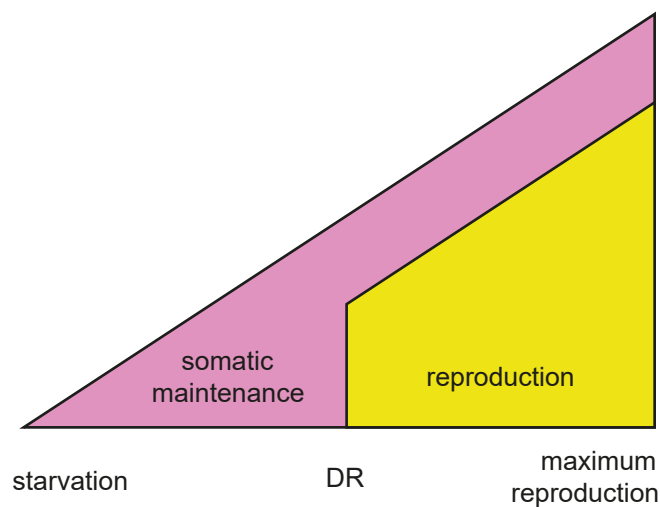 somatic
maintenance
reproduction
starvation
DR
maximum
reproduction